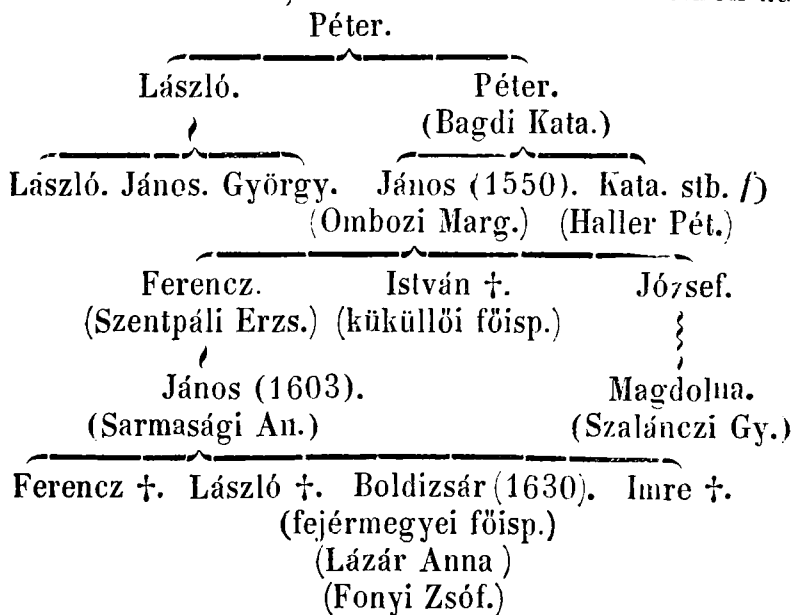 Péter.
László. Péter.
(Bagdi Kata.)
László. János. György. János (1550). Kata. stb. f)
(Ombozi Marg.) (Haller Pét.)
Ferencz. István †. József.
(Szentpáli Erzs.) (küküllői főisp.)
János (1603). Magdolna.
(Sarmasági An.) (Szalánczi Gy.)
Ferencz †. László †. Boldizsár (1630). Imre †.
(fejérmegyei főisp.)
(Lázár Anna )
(Fonyi Zsóf.)